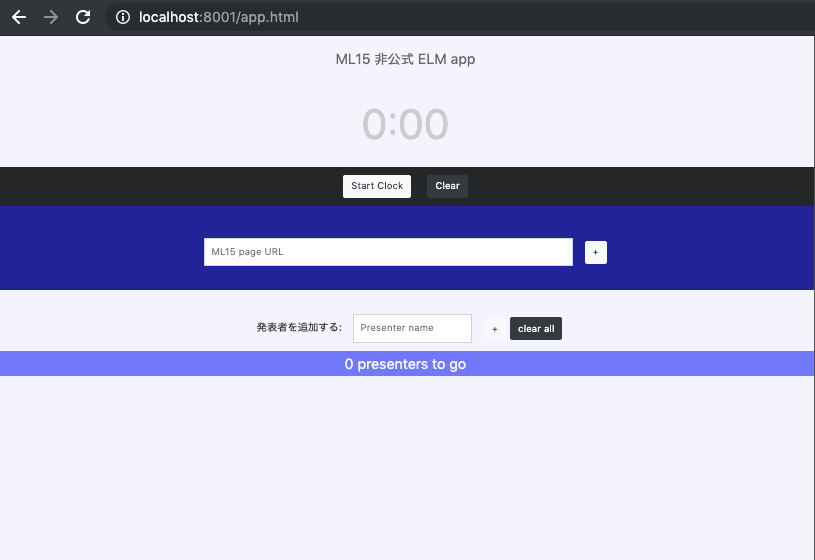 localhost:8001/app.html
ML15 非公式 ELM app
0:00
Start Clock Clear
ML15 page URL +
発表者を追加する: Presenter name + clear all
0 presenters to go